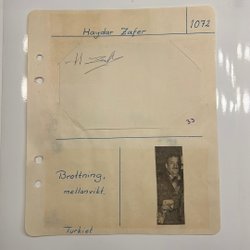 Haydar Zafer
1072
33
Brottning,
mellanvikt.
Turkiet